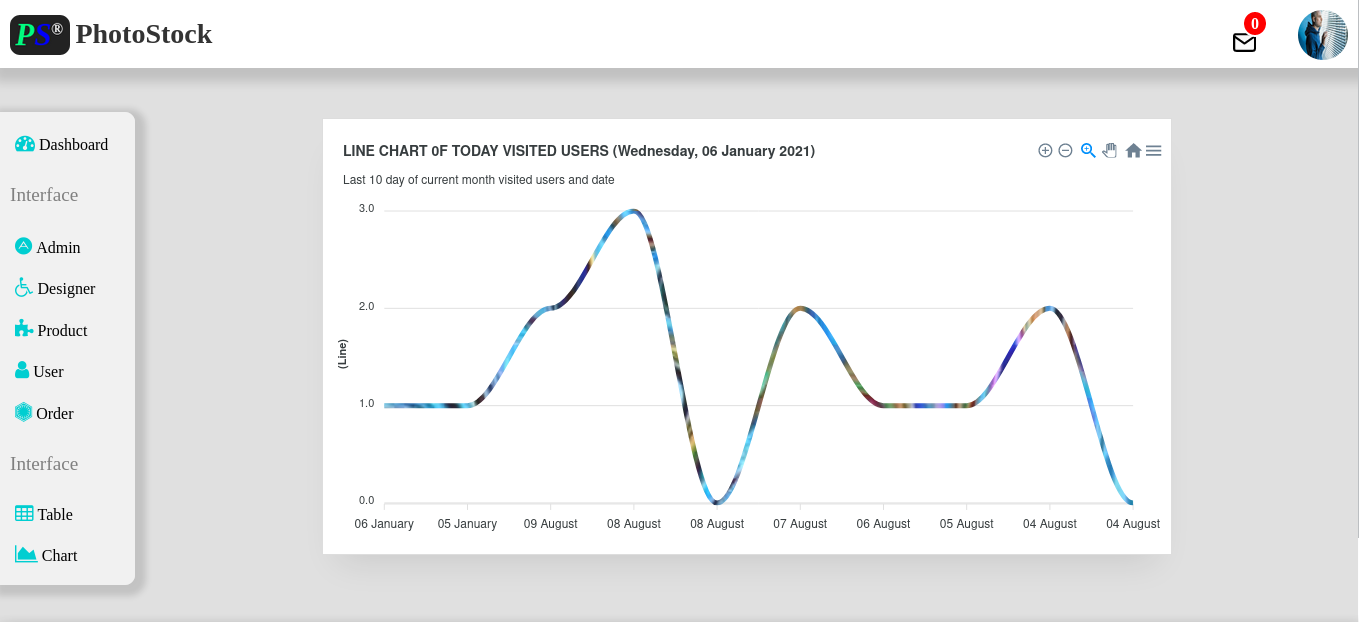 PS® PhotoStock
0
Dashboard
Interface
Admin
Designer
Product
User
Order
Interface
Table
Chart
LINE CHART 0F TODAY VISITED USERS (Wednesday, 06 January 2021)
Last 10 day of current month visited users and date
3.0
2.0
(Line)
1.0
0.0
06 January 05 January 09 August 08 August 08 August 07 August 06 August 05 August 04 August 04 August